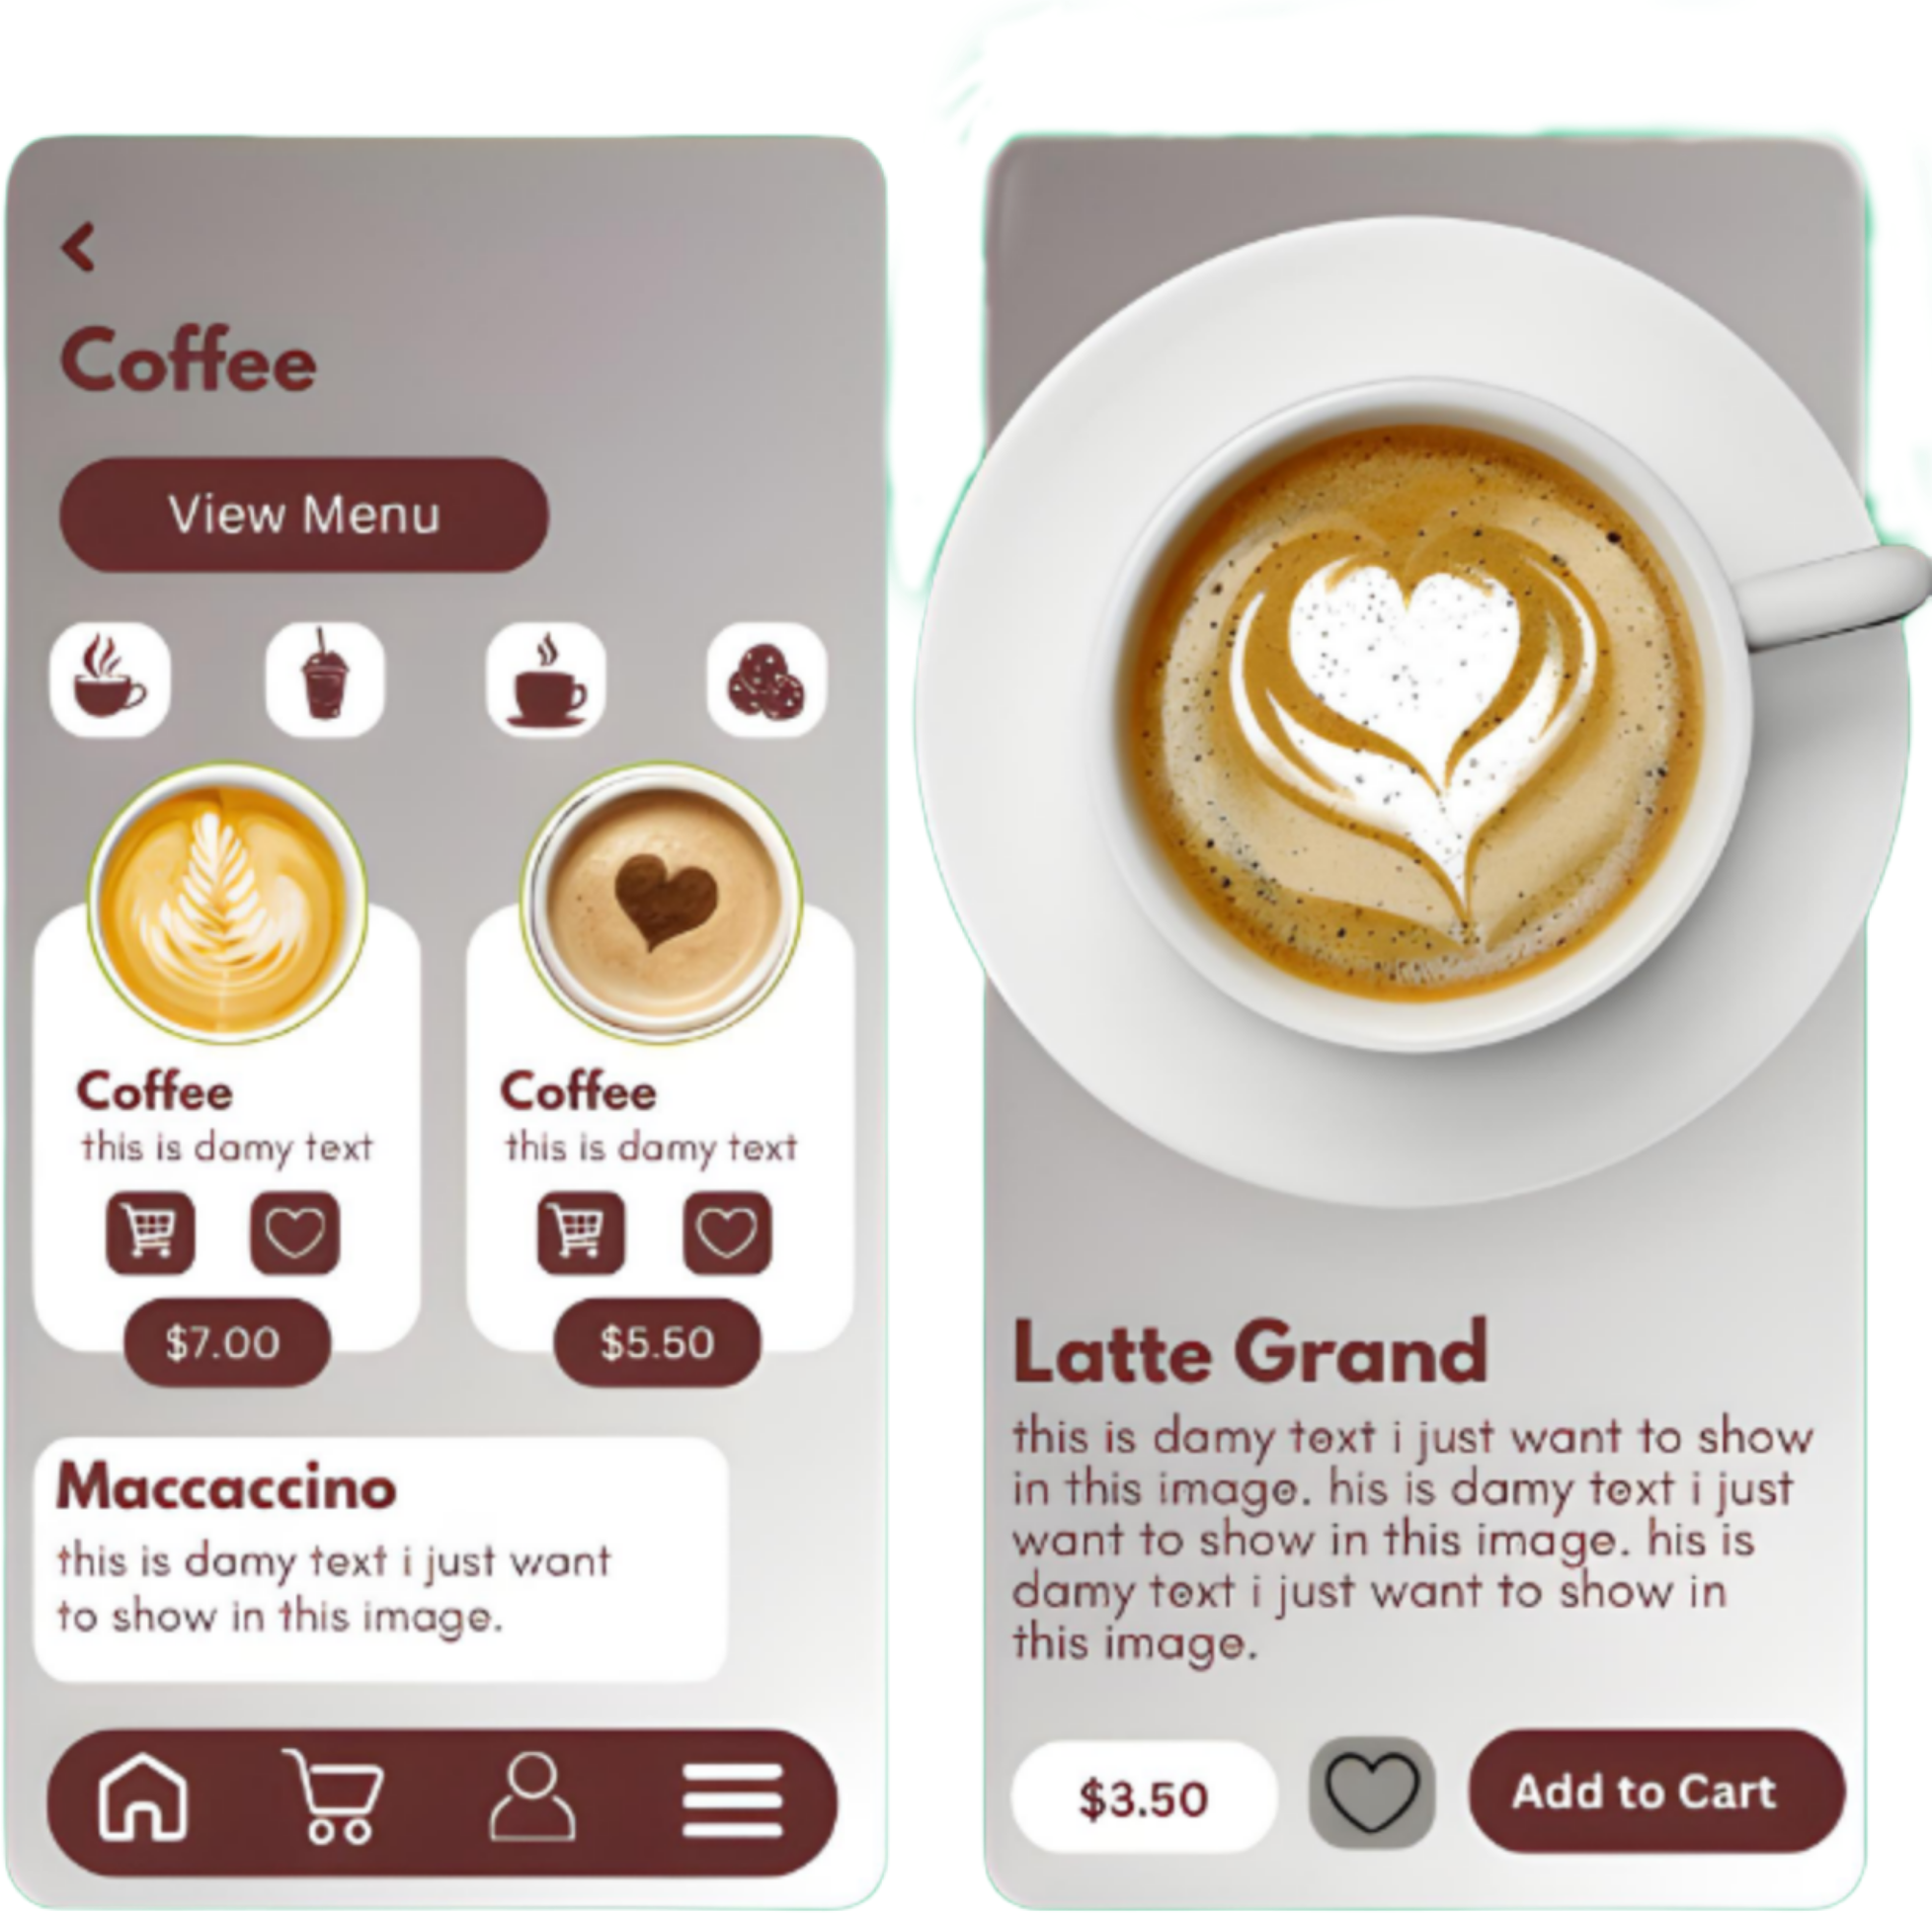 Coffee
View Menu
Coffee
this is damy text
$7.00
Coffee
this is damy text
$5.50
Maccaccino
this is damy text i just want
to show in this image.
Latte Grand
this is damy text i just want to show
in this image. his is damy text i just
want to show in this image. his is
damy text i just want to show in
this image.
$3.50
Add to Cart